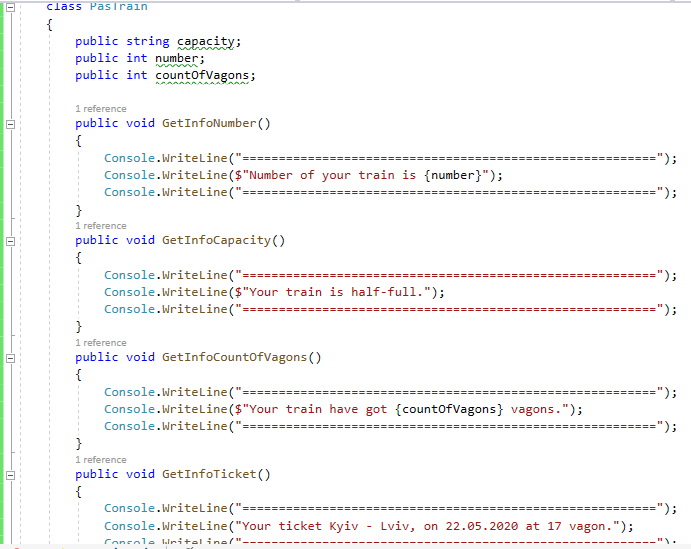 class PasTrain
{
public string capacity;
public int number;
public int countOfVagons;
1 reference
public void GetInfoNumber()
{
Console.WriteLine("=========================================================");
Console.WriteLine($"Number of your train is {number}");
Console.WriteLine("=========================================================");
}
1 reference
public void GetInfoCapacity()
{
Console.WriteLine("=========================================================");
Console.WriteLine($"Your train is half-full.");
Console.WriteLine("=========================================================");
}
1 reference
public void GetInfoCountOfVagons()
{
Console.WriteLine("=========================================================");
Console.WriteLine($"Your train have got {countOfVagons} vagons.");
Console.WriteLine("=========================================================");
}
1 reference
public void GetInfoTicket()
{
Console.WriteLine("=========================================================");
Console.WriteLine("Your ticket Kyiv - Lviv, on 22.05.2020 at 17 vagon.");
Console.WriteLine("=========================================================");